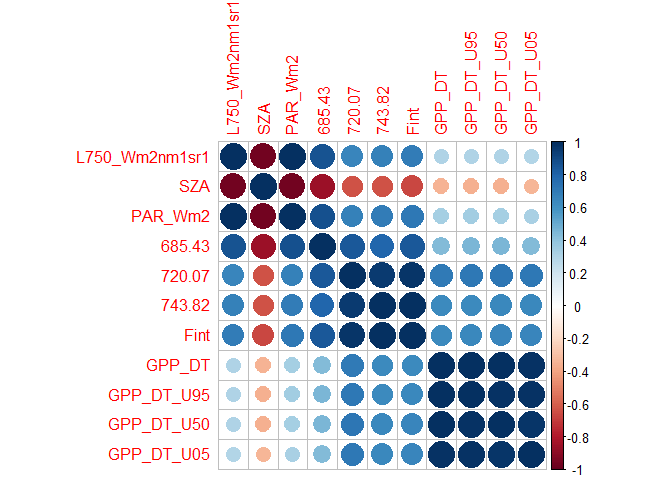 L750_Wm2nm1sr1
SZA
PAR_Wm2
685.43
720.07
743.82
Fint
GPP_DT
GPP_DT_U95
GPP_DT_U50
GPP_DT_U05
L750_Wm2nm1sr1
SZA
PAR_Wm2
685.43
720.07
743.82
Fint
GPP_DT
GPP_DT_U95
GPP_DT_U50
GPP_DT_U05
1
0.8
0.6
0.4
0.2
0
-0.2
-0.4
-0.6
-0.8
-1